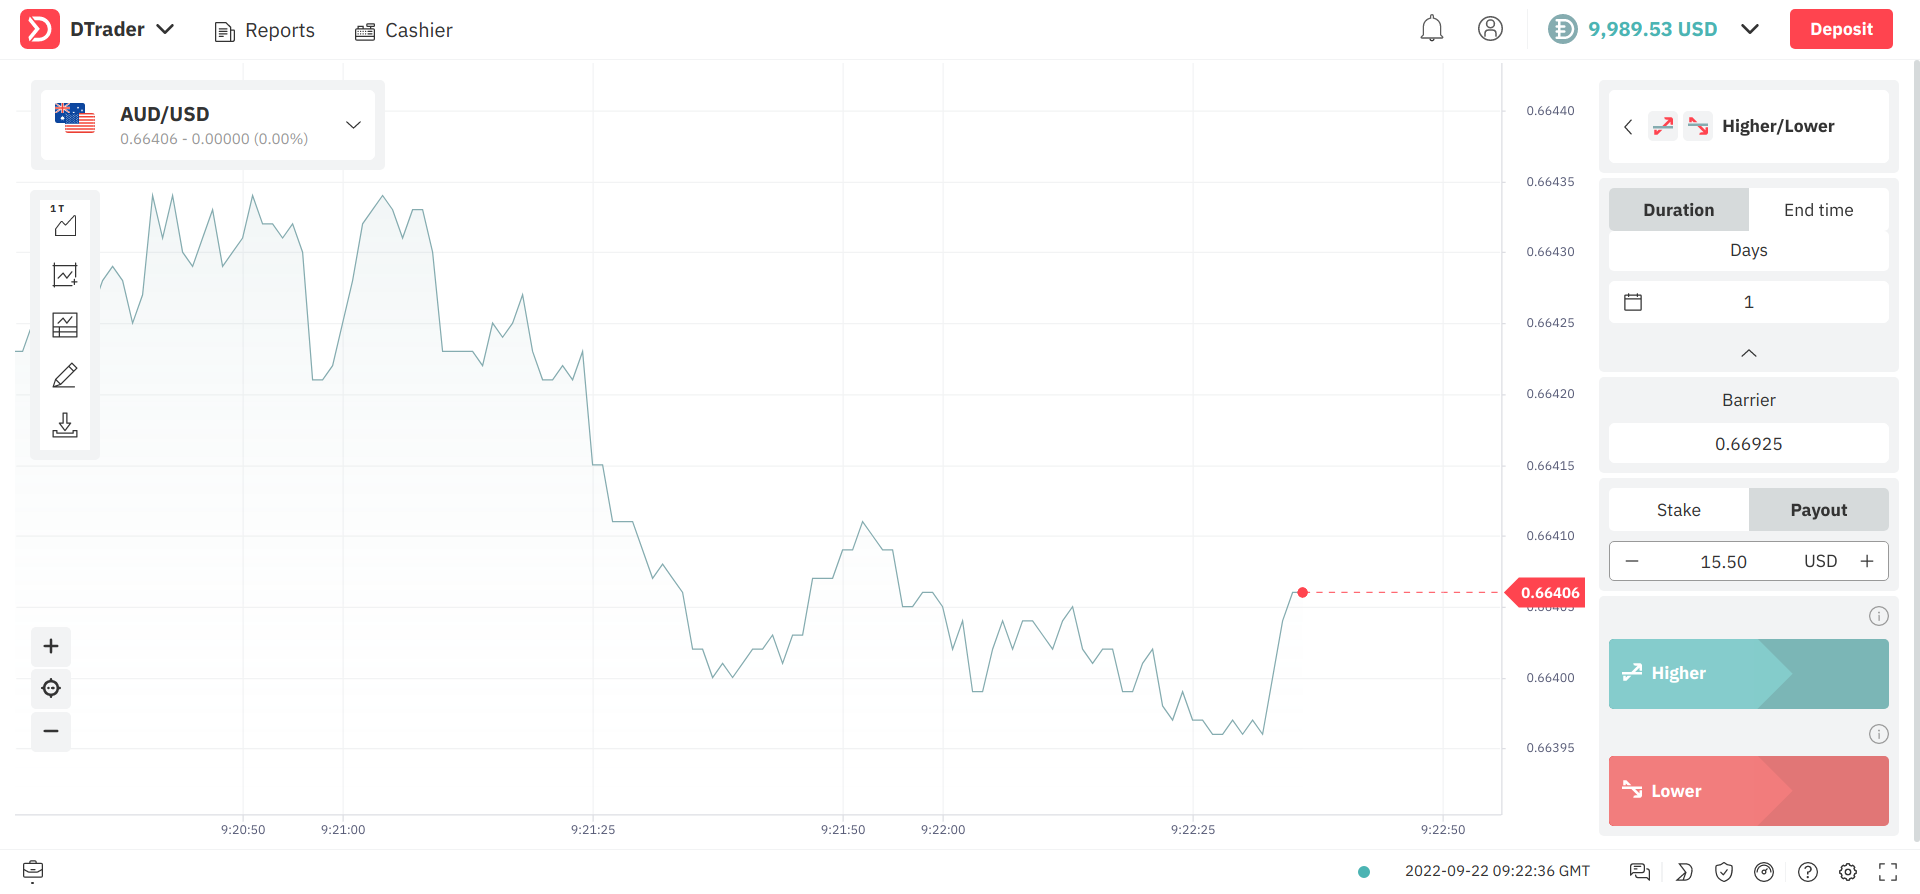 DTrader
Reports
Cashier
9,989.53 USD
Deposit
AUD/USD
0.66406 - 0.00000 (0.00%)
1T
0.66440
0.66435
0.66430
0.66425
0.66420
0.66415
0.66410
0.66406
0.66405
0.66400
0.66395
9:20:50
9:21:00
9:21:25
9:21:50
9:22:00
9:22:25
9:22:50
Higher/Lower
Duration
End time
Days
1
Barrier
0.66925
Stake
Payout
15.50
USD
Higher
Lower
2022-09-22 09:22:36 GMT